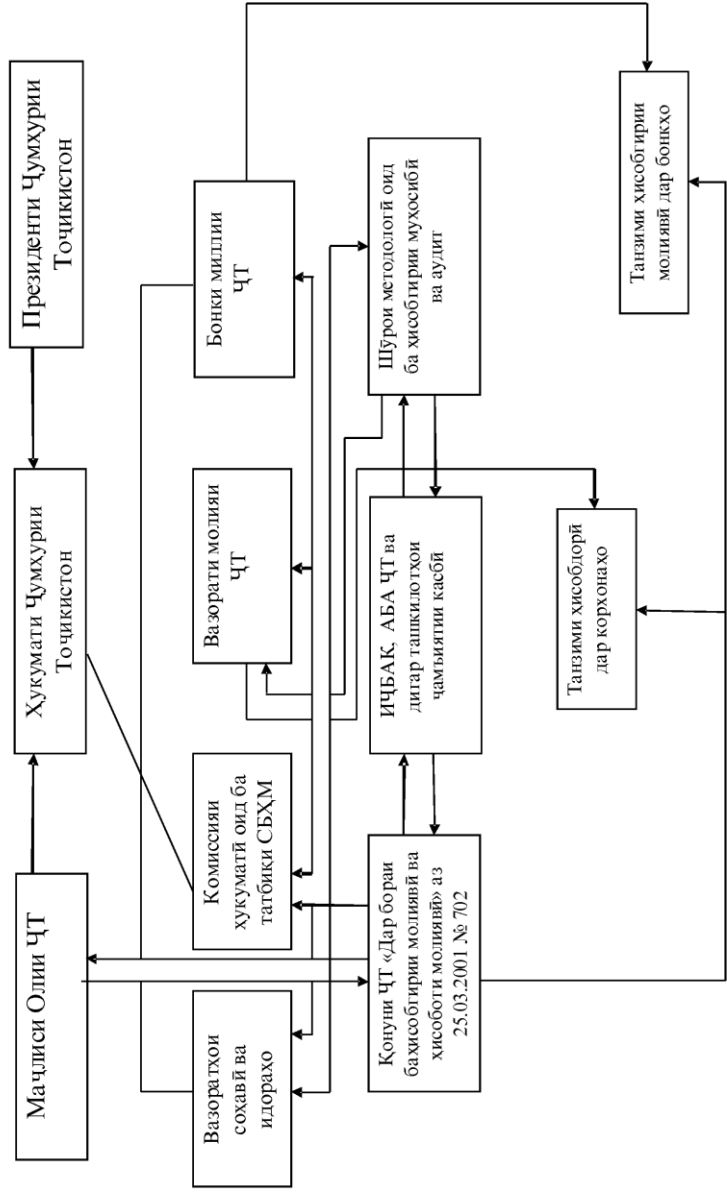 Маҷлиси Олии ҶТ
Ҳукумати Ҷумҳурии
Тоҷикистон
Президенти Ҷумҳурии
Тоҷикистон
Вазоратҳои
соҳавӣ ва
идораҳо
Комиссияи
ҳукуматӣ оид ба
татбиқи СБҲМ
Вазорати молияи
ҶТ
Бонки миллии
ҶТ
Қонуни ҶТ «Дар бораи
баҳисобгирии молиявӣ ва
ҳисоботи молиявӣ» аз
25.03.2001 № 702
ИҶБАК, АБА ҶТ ва
дигар ташкилотҳои
ҷамъиятии касбӣ
Шӯрои методологӣ оид
ба ҳисобгирии муҳосибӣ
ва аудит
Танзими ҳисобдорӣ
дар корхонаҳо
Танзими ҳисобгирии
молиявӣ дар бонкҳо